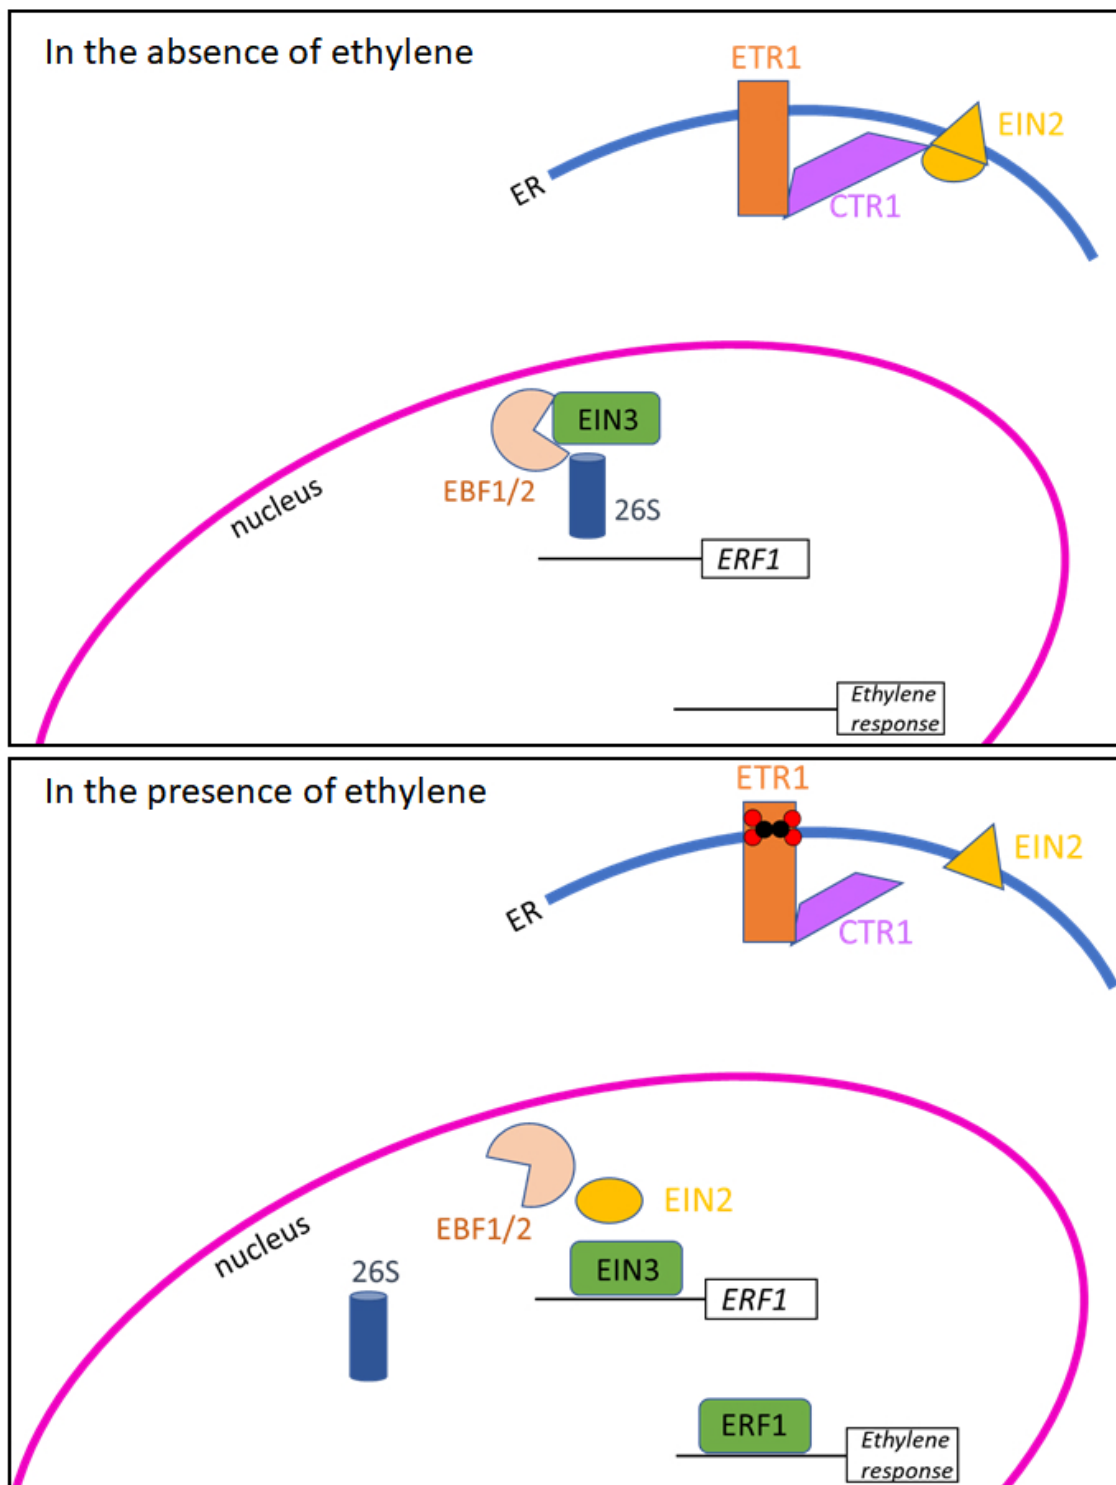 In the absence of ethylene
ETR1
EIN2
ER
CTR1
EIN3
EBF1/2
26S
nucleus
ERF1
Ethylene
response
In the presence of ethylene
ETR1
EIN2
ER
CTR1
EIN2
EBF1/2
nucleus
26S
EIN3
ERF1
ERF1
Ethylene
response